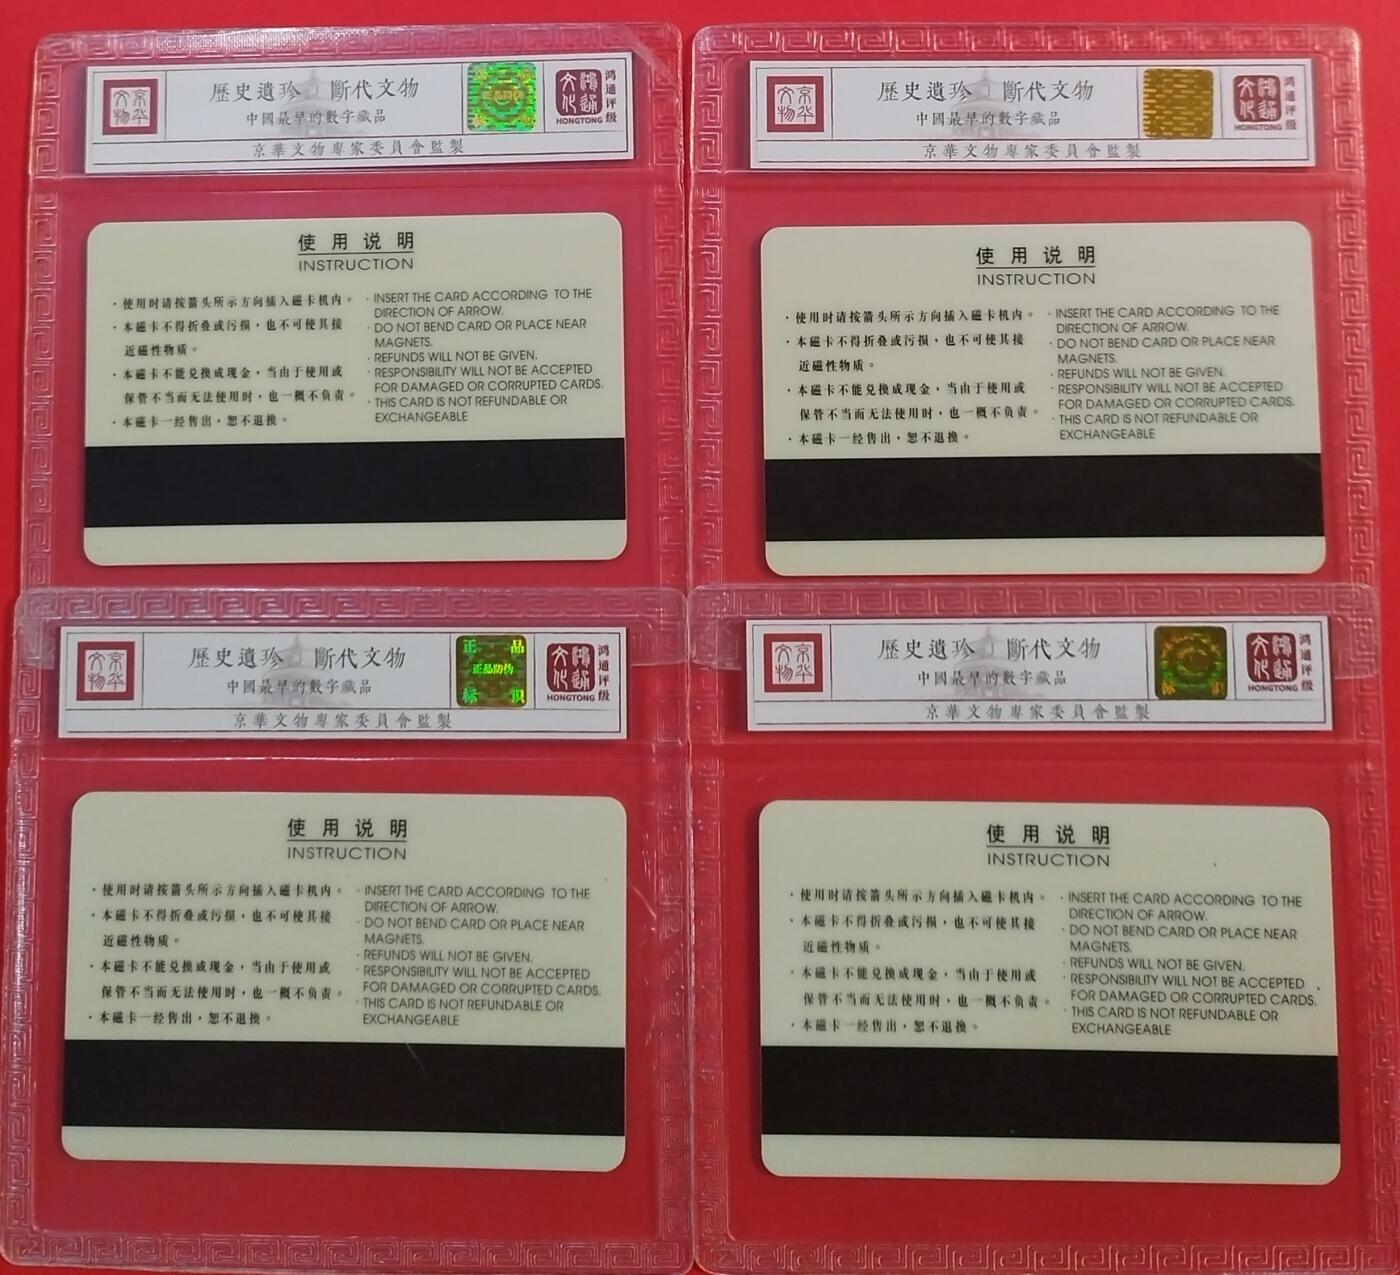 京华文物
歷史遺珍 斷代文物
中國最早的數字藏品
正品防伪
鸿通文化
HONGTONG
鸿通评级
京華文物專家委員會監製
使用说明
INSTRUCTION
·使用时请按箭头所示方向插入磁卡机内。
·本磁卡不得折叠或污损，也不可使其接
近磁性物质。
·本磁卡不能兑换成现金，当由于使用或
保管不当而无法使用时，也一概不负责。
·本磁卡一经售出，恕不退换。
· INSERT THE CARD ACCORDING TO THE
DIRECTION OF ARROW.
· DO NOT BEND CARD OR PLACE NEAR
MAGNETS.
· REFUNDS WILL NOT BE GIVEN.
· RESPONSIBILITY WILL NOT BE ACCEPTED
FOR DAMAGED OR CORRUPTED CARDS.
· THIS CARD IS NOT REFUNDABLE OR
EXCHANGEABLE
京华文物
歷史遺珍 斷代文物
中國最早的數字藏品
鸿通文化
HONGTONG
鸿通评级
京華文物專家委員會監製
使用说明
INSTRUCTION
·使用时请按箭头所示方向插入磁卡机内。
·本磁卡不得折叠或污损，也不可使其接
近磁性物质。
·本磁卡不能兑换成现金，当由于使用或
保管不当而无法使用时，也一概不负责。
·本磁卡一经售出，恕不退换。
· INSERT THE CARD ACCORDING TO THE
DIRECTION OF ARROW.
· DO NOT BEND CARD OR PLACE NEAR
MAGNETS.
· REFUNDS WILL NOT BE GIVEN.
· RESPONSIBILITY WILL NOT BE ACCEPTED
FOR DAMAGED OR CORRUPTED CARDS.
· THIS CARD IS NOT REFUNDABLE OR
EXCHANGEABLE
京华文物
歷史遺珍 斷代文物
中國最早的數字藏品
正品
正品防伪
标识
鸿通文化
HONGTONG
鸿通评级
京華文物專家委員會監製
使用说明
INSTRUCTION
·使用时请按箭头所示方向插入磁卡机内。
·本磁卡不得折叠或污损，也不可使其接
近磁性物质。
·本磁卡不能兑换成现金，当由于使用或
保管不当而无法使用时，也一概不负责。
·本磁卡一经售出，恕不退换。
· INSERT THE CARD ACCORDING TO THE
DIRECTION OF ARROW.
· DO NOT BEND CARD OR PLACE NEAR
MAGNETS.
· REFUNDS WILL NOT BE GIVEN.
· RESPONSIBILITY WILL NOT BE ACCEPTED
FOR DAMAGED OR CORRUPTED CARDS.
· THIS CARD IS NOT REFUNDABLE OR
EXCHANGEABLE
京华文物
歷史遺珍 斷代文物
中國最早的數字藏品
标识
鸿通文化
HONGTONG
鸿通评级
京華文物專家委員會監製
使用说明
INSTRUCTION
·使用时请按箭头所示方向插入磁卡机内。
·本磁卡不得折叠或污损，也不可使其接
近磁性物质。
·本磁卡不能兑换成现金，当由于使用或
保管不当而无法使用时，也一概不负责。
·本磁卡一经售出，恕不退换。
· INSERT THE CARD ACCORDING TO THE
DIRECTION OF ARROW.
· DO NOT BEND CARD OR PLACE NEAR
MAGNETS.
· REFUNDS WILL NOT BE GIVEN.
· RESPONSIBILITY WILL NOT BE ACCEPTED
FOR DAMAGED OR CORRUPTED CARDS.
· THIS CARD IS NOT REFUNDABLE OR
EXCHANGEABLE